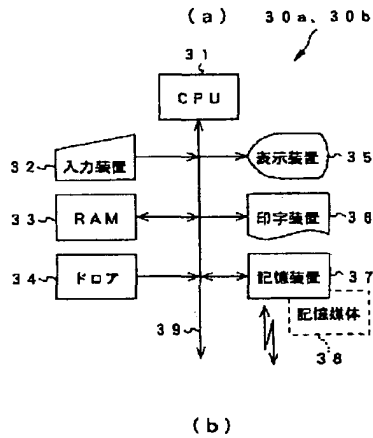 (a) 30a、30b
31
CPU
32 入力装置 表示装置 35
33 RAM 印字装置 36
34 ドロア 記憶装置 37
39 記憶媒体
38
(b)